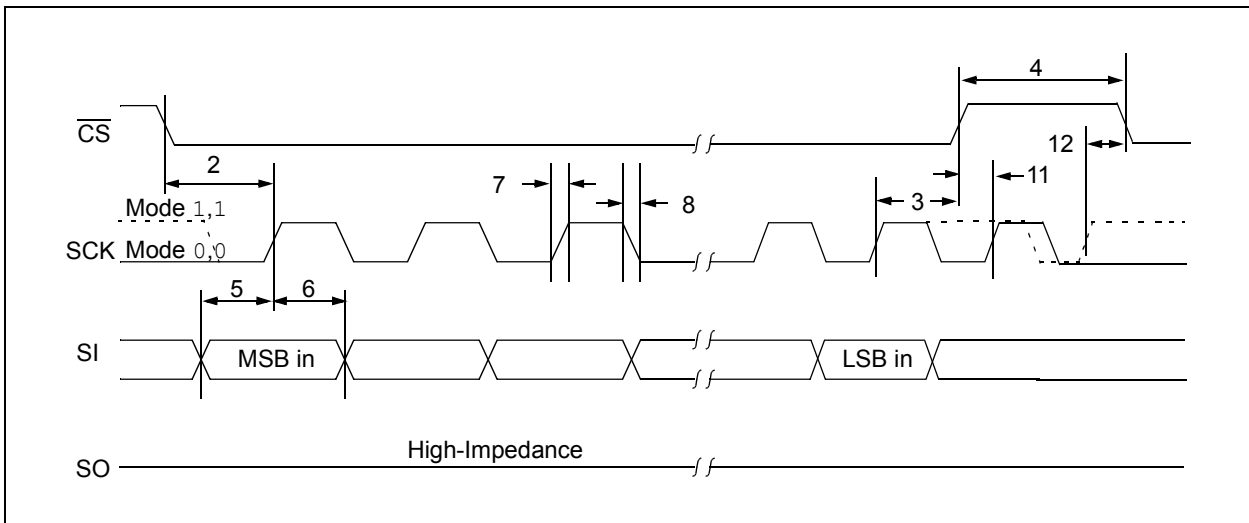 4
CS
12
2
7
11
8
3
Mode 1,1
SCK Mode 0,0
5 6
SI MSB in LSB in
High-Impedance
SO